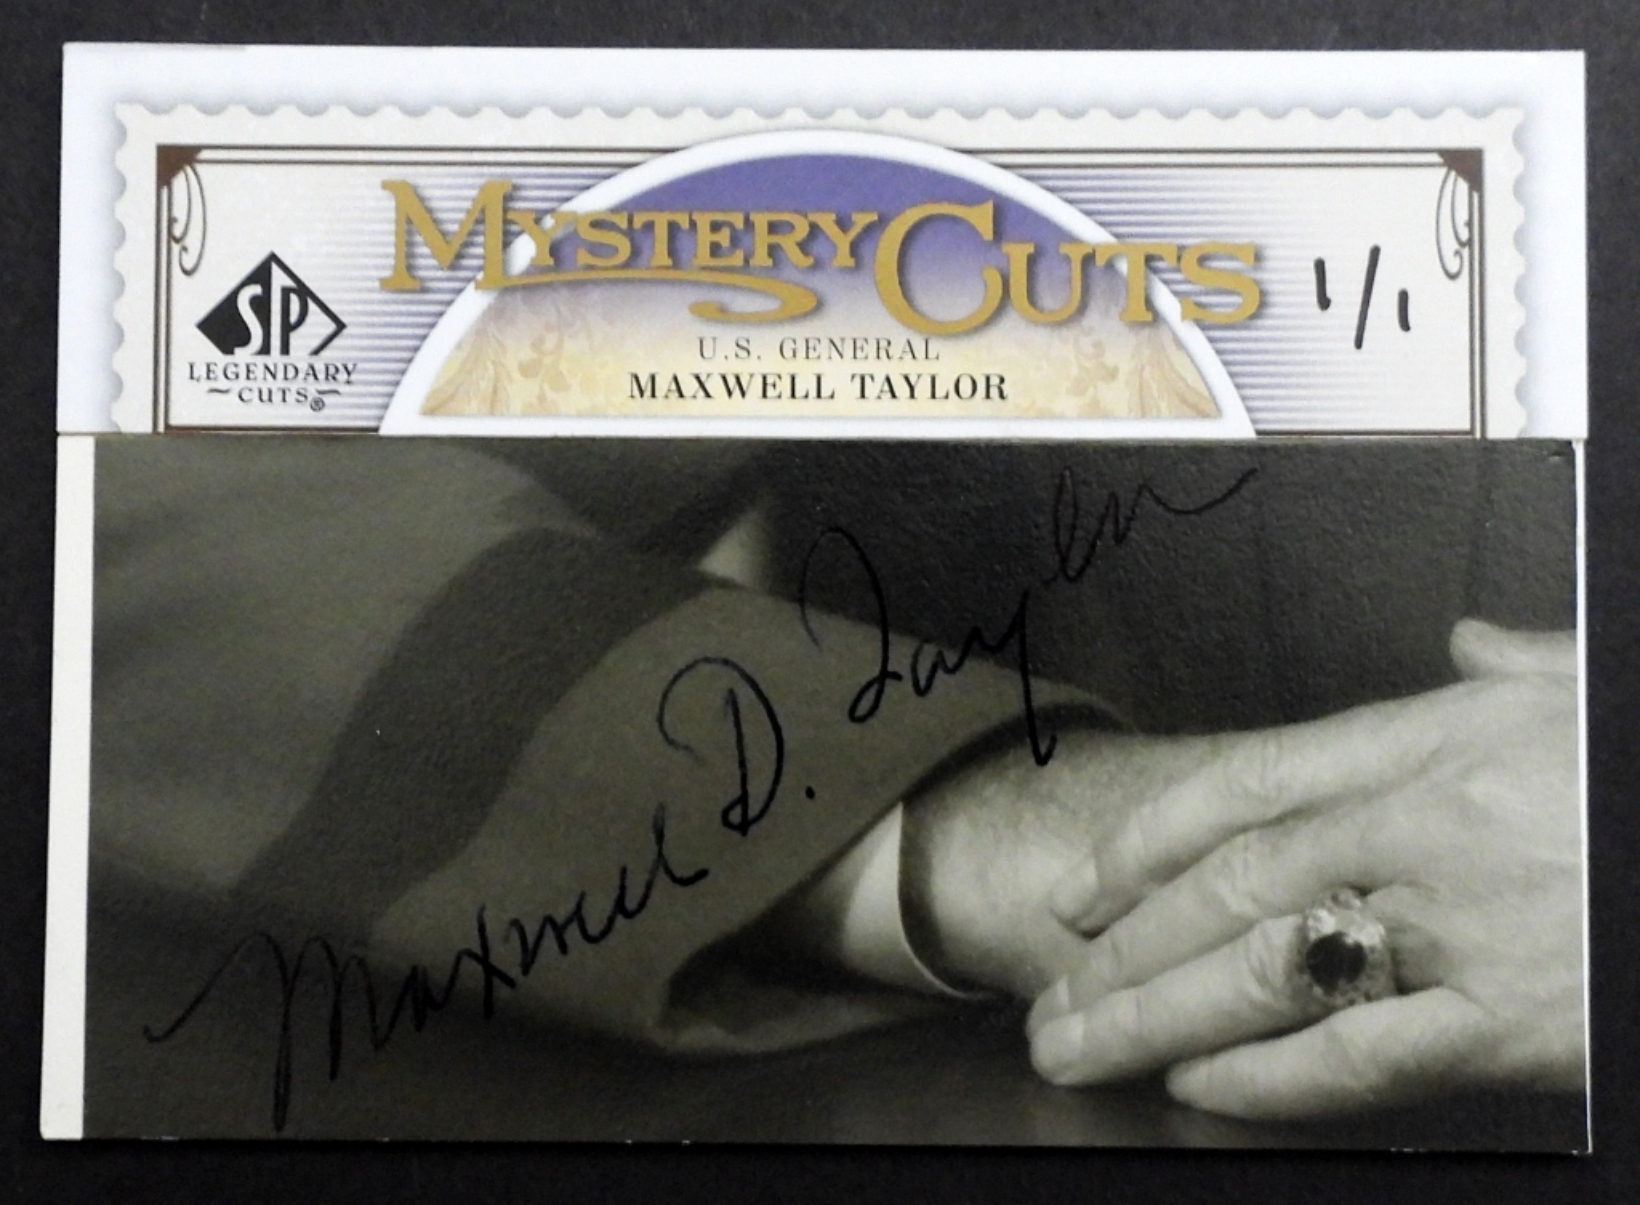 MYSTERY CUTS
1/1
SP
LEGENDARY
~CUTS~®
U.S. GENERAL
MAXWELL TAYLOR
Maxwell D. Taylor